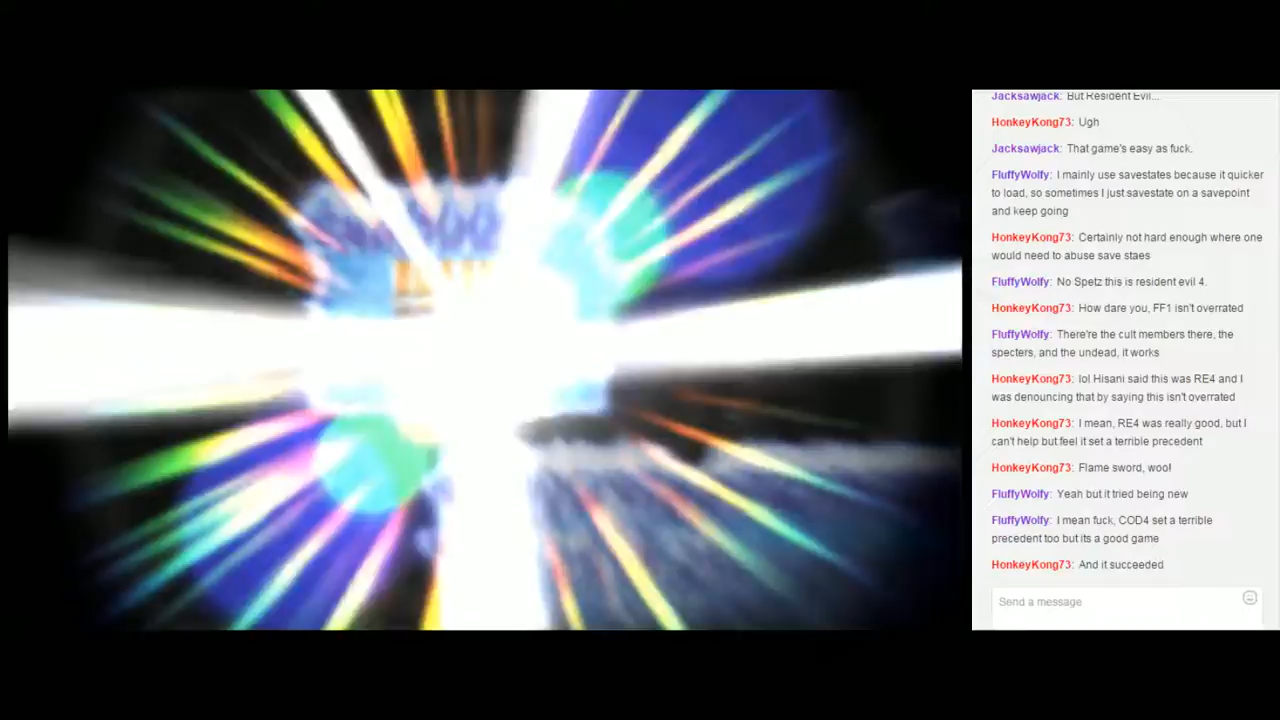 Jacksawjack: But Resident Evil...
HonkeyKong73: Ugh
Jacksawjack: That game's easy as fuck.
FluffyWolfy: I mainly use savestates because it quicker
to load, so sometimes I just savestate on a savepoint
and keep going
HonkeyKong73: Certainly not hard enough where one
would need to abuse save staes
FluffyWolfy: No Spetz this is resident evil 4.
HonkeyKong73: How dare you, FF1 isn't overrated
FluffyWolfy: There're the cult members there, the
specters, and the undead, it works
HonkeyKong73: lol Hisani said this was RE4 and I
was denouncing that by saying this isn't overrated
HonkeyKong73: I mean, RE4 was really good, but I
can't help but feel it set a terrible precedent
HonkeyKong73: Flame sword, woo!
FluffyWolfy: Yeah but it tried being new
FluffyWolfy: I mean fuck, COD4 set a terrible
precedent too but its a good game
HonkeyKong73: And it succeeded
Send a message